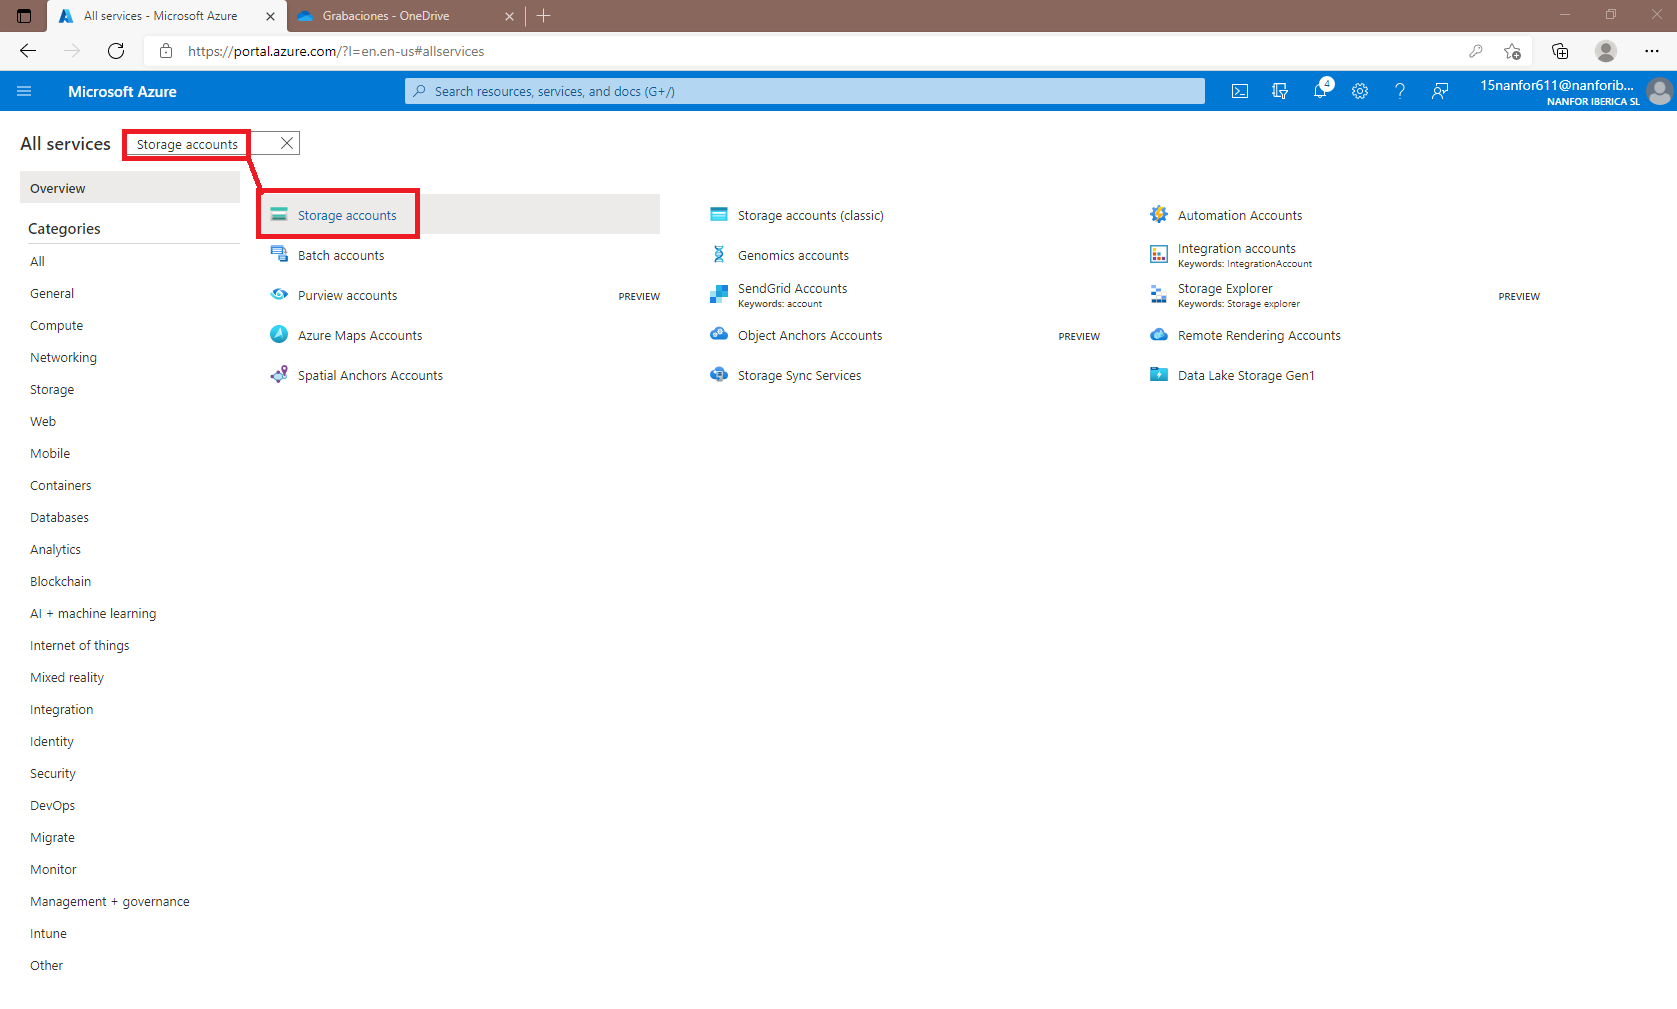 All services - Microsoft Azure
Grabaciones - OneDrive
https://portal.azure.com/?l=en.en-us#allservices
Microsoft Azure
Search resources, services, and docs (G+/)
4
15nanfor611@nanforib...
NANFOR IBERICA SL
All services
Storage accounts
Overview
Categories
All
General
Compute
Networking
Storage
Web
Mobile
Containers
Databases
Analytics
Blockchain
AI + machine learning
Internet of things
Mixed reality
Integration
Identity
Security
DevOps
Migrate
Monitor
Management + governance
Intune
Other
Storage accounts
Storage accounts (classic)
Automation Accounts
Batch accounts
Genomics accounts
Integration accounts
Keywords: IntegrationAccount
Purview accounts
PREVIEW
SendGrid Accounts
Keywords: account
Storage Explorer
Keywords: Storage explorer
PREVIEW
Azure Maps Accounts
Object Anchors Accounts
PREVIEW
Remote Rendering Accounts
Spatial Anchors Accounts
Storage Sync Services
Data Lake Storage Gen1